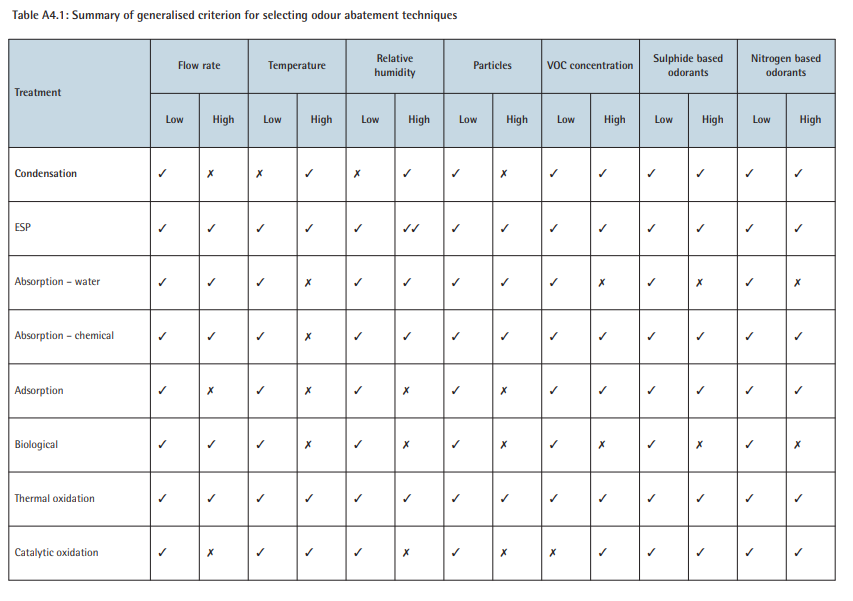 Table A4.1: Summary of generalised criterion for selecting odour abatement techniques
Treatment Flow rate Temperature Relative humidity Particles VOC concentration Sulphide based odorants Nitrogen based odorants
Low High Low High Low High Low High Low High Low High Low High
Condensation ✓ ✗ ✗ ✓ ✗ ✓ ✓ ✗ ✓ ✓ ✓ ✓ ✓ ✓
ESP ✓ ✓ ✓ ✓ ✓ ✓✓ ✓ ✓ ✓ ✓ ✓ ✓ ✓ ✓
Absorption – water ✓ ✓ ✓ ✗ ✓ ✓ ✓ ✓ ✓ ✗ ✓ ✗ ✓ ✗
Absorption – chemical ✓ ✓ ✓ ✗ ✓ ✓ ✓ ✓ ✓ ✓ ✓ ✓ ✓ ✓
Adsorption ✓ ✗ ✓ ✗ ✓ ✗ ✓ ✗ ✓ ✓ ✓ ✓ ✓ ✓
Biological ✓ ✓ ✓ ✗ ✓ ✗ ✓ ✗ ✓ ✗ ✓ ✗ ✓ ✗
Thermal oxidation ✓ ✓ ✓ ✓ ✓ ✓ ✓ ✓ ✓ ✓ ✓ ✓ ✓ ✓
Catalytic oxidation ✓ ✗ ✓ ✓ ✓ ✗ ✓ ✗ ✗ ✓ ✓ ✓ ✓ ✓